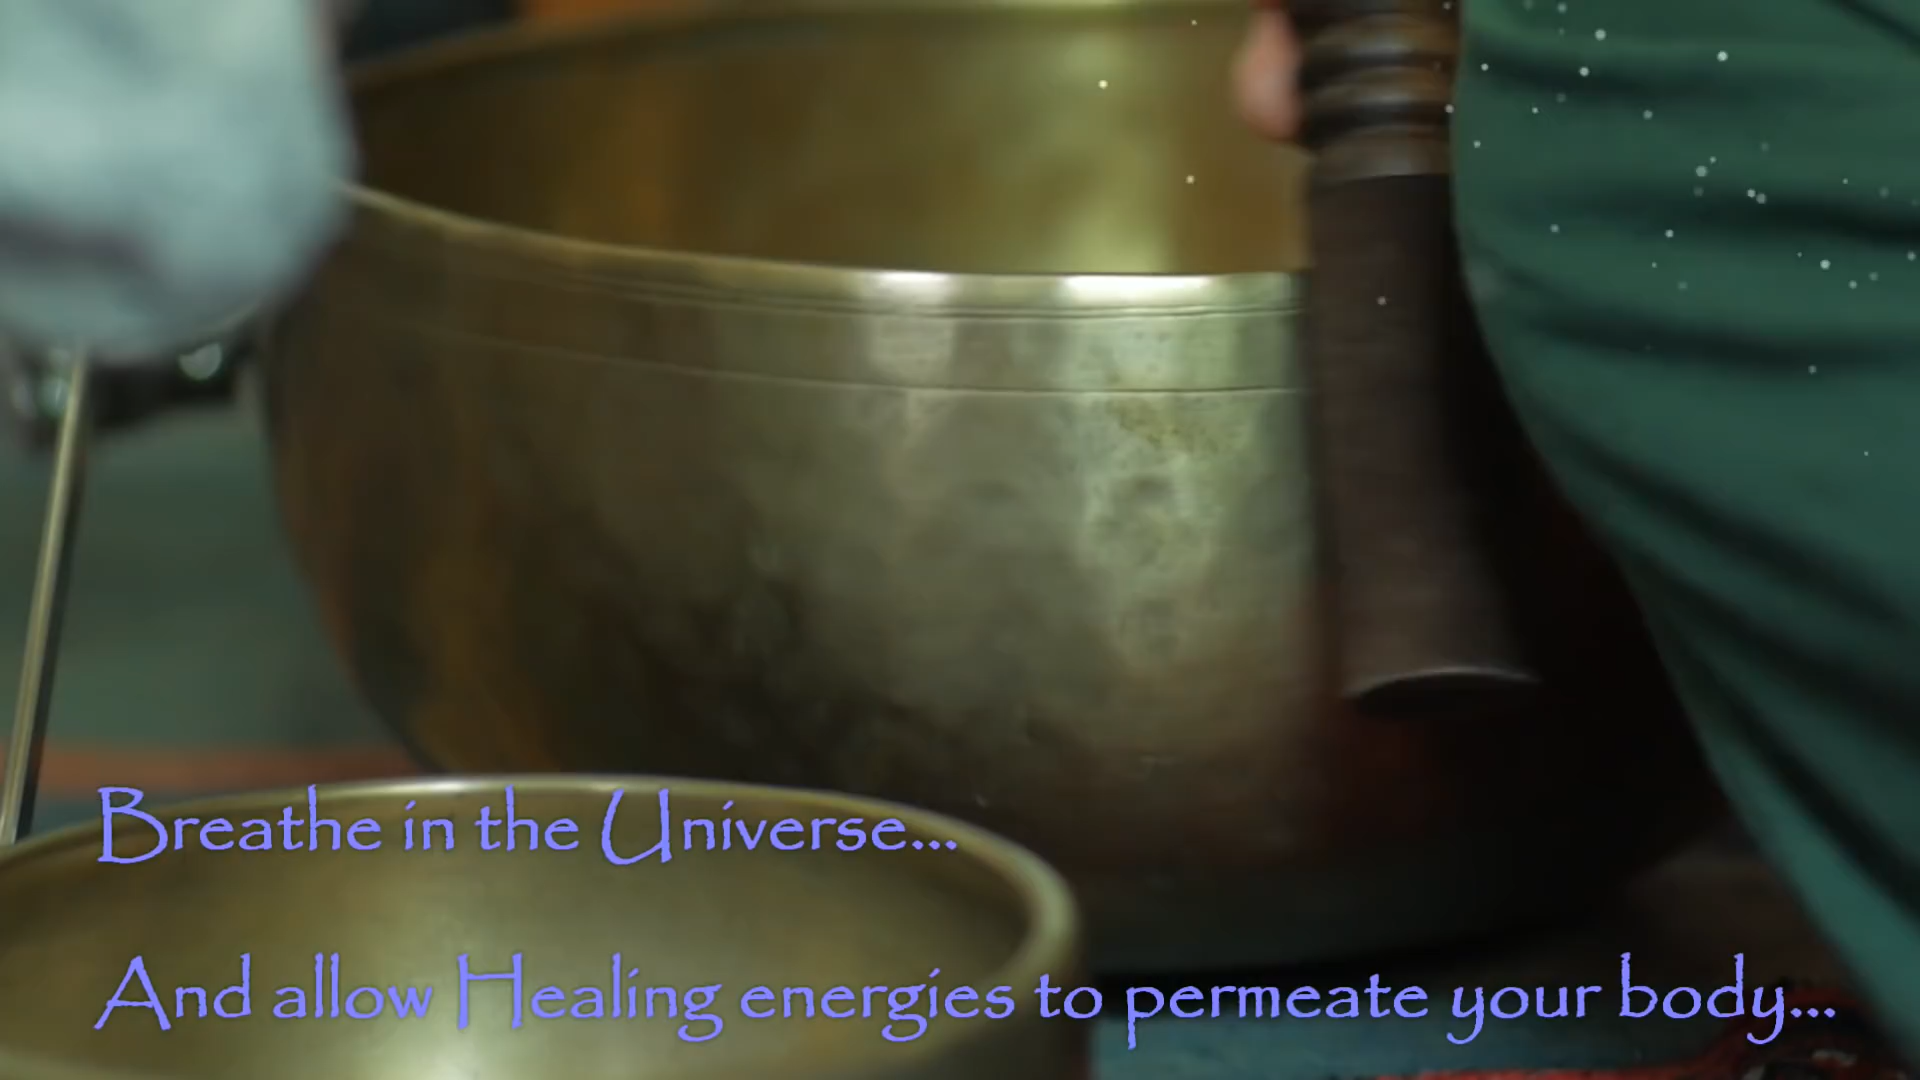 Breathe in the Universe...
And allow Healing energies to permeate your body...